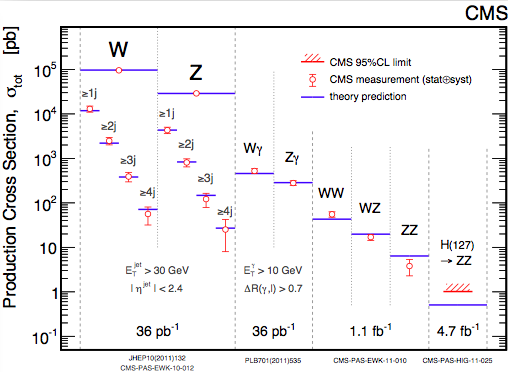 CMS
Production Cross Section, σtot [pb]
10⁵
10⁴
10³
10²
10
1
10⁻¹
W
≥1j
≥2j
≥3j
≥4j
Z
≥1j
≥2j
≥3j
≥4j
Wγ
Zγ
WW
WZ
ZZ
H(127)
→ ZZ
CMS 95%CL limit
CMS measurement (stat⊕syst)
theory prediction
E_T^jet > 30 GeV
| η^jet | < 2.4
E_T^γ > 10 GeV
ΔR(γ,l) > 0.7
36 pb⁻¹
36 pb⁻¹
1.1 fb⁻¹
4.7 fb⁻¹
JHEP10(2011)132
CMS-PAS-EWK-10-012
PLB701(2011)535
CMS-PAS-EWK-11-010
CMS-PAS-HIG-11-025